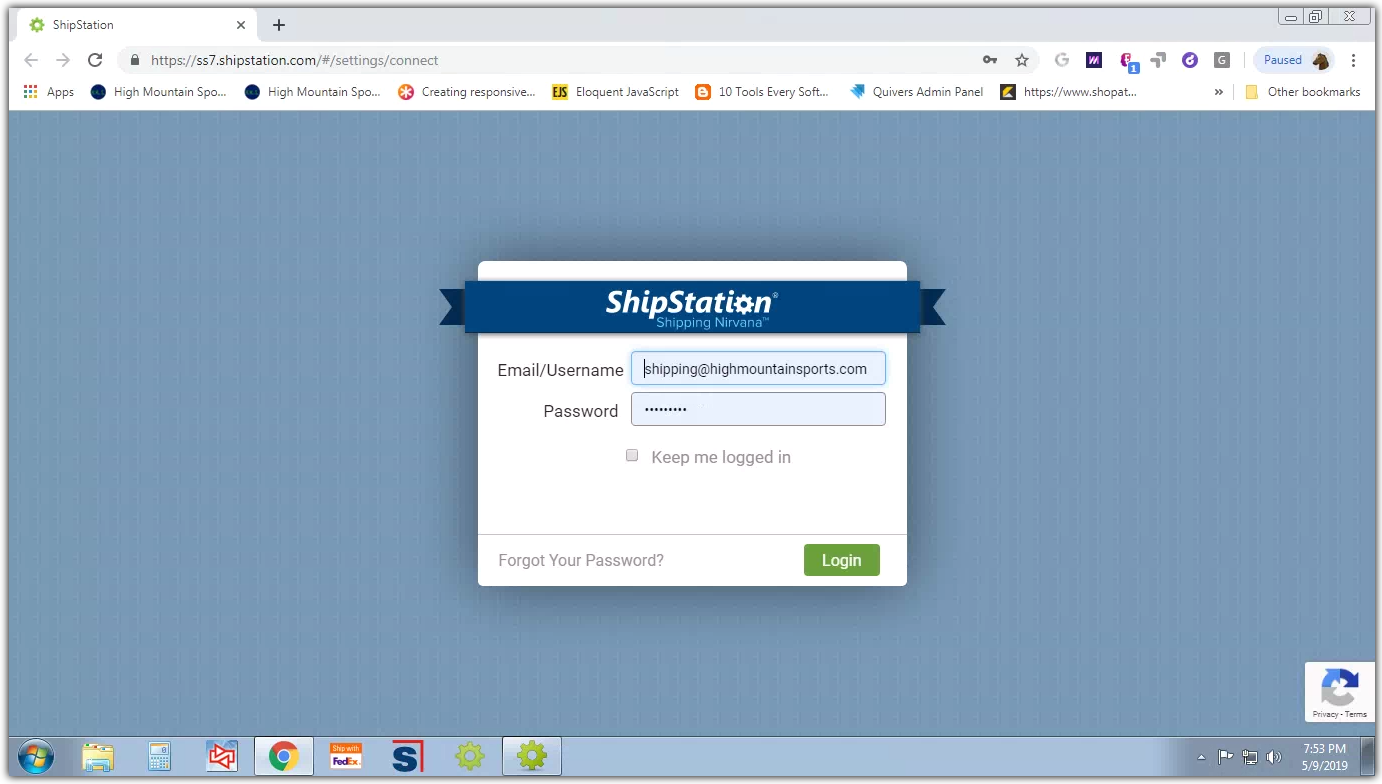 ShipStation
https://ss7.shipstation.com/#/settings/connect
Paused
1
G
G
Apps
High Mountain Spo...
High Mountain Spo...
Creating responsive...
EJS
Eloquent JavaScript
10 Tools Every Soft...
Quivers Admin Panel
https://www.shopat...
»
Other bookmarks
ShipStation®
Shipping Nirvana™
Email/Username
shipping@highmountainsports.com
Password
•••••••••
Keep me logged in
Forgot Your Password?
Login
Privacy - Terms
Ship with
FedEx.
S
7:53 PM
5/9/2019